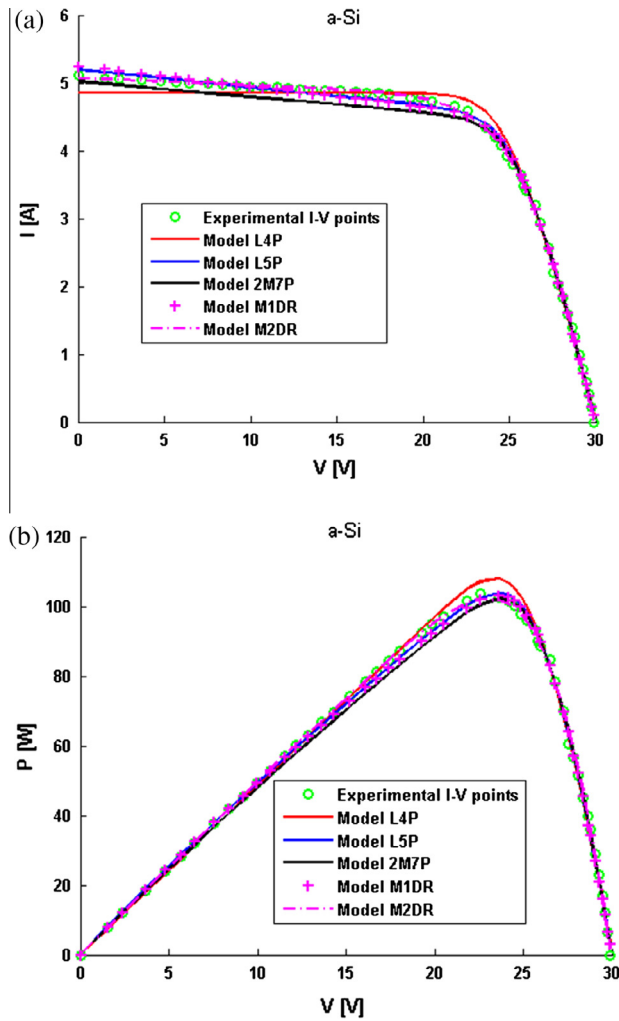 (a)
a-Si
6
5
4
3
2
1
0
I [A]
Experimental I-V points
Model L4P
Model L5P
Model 2M7P
Model M1DR
Model M2DR
0 5 10 15 20 25 30
V [V]
(b)
a-Si
120
100
80
60
40
20
0
P [W]
Experimental I-V points
Model L4P
Model L5P
Model 2M7P
Model M1DR
Model M2DR
0 5 10 15 20 25 30
V [V]